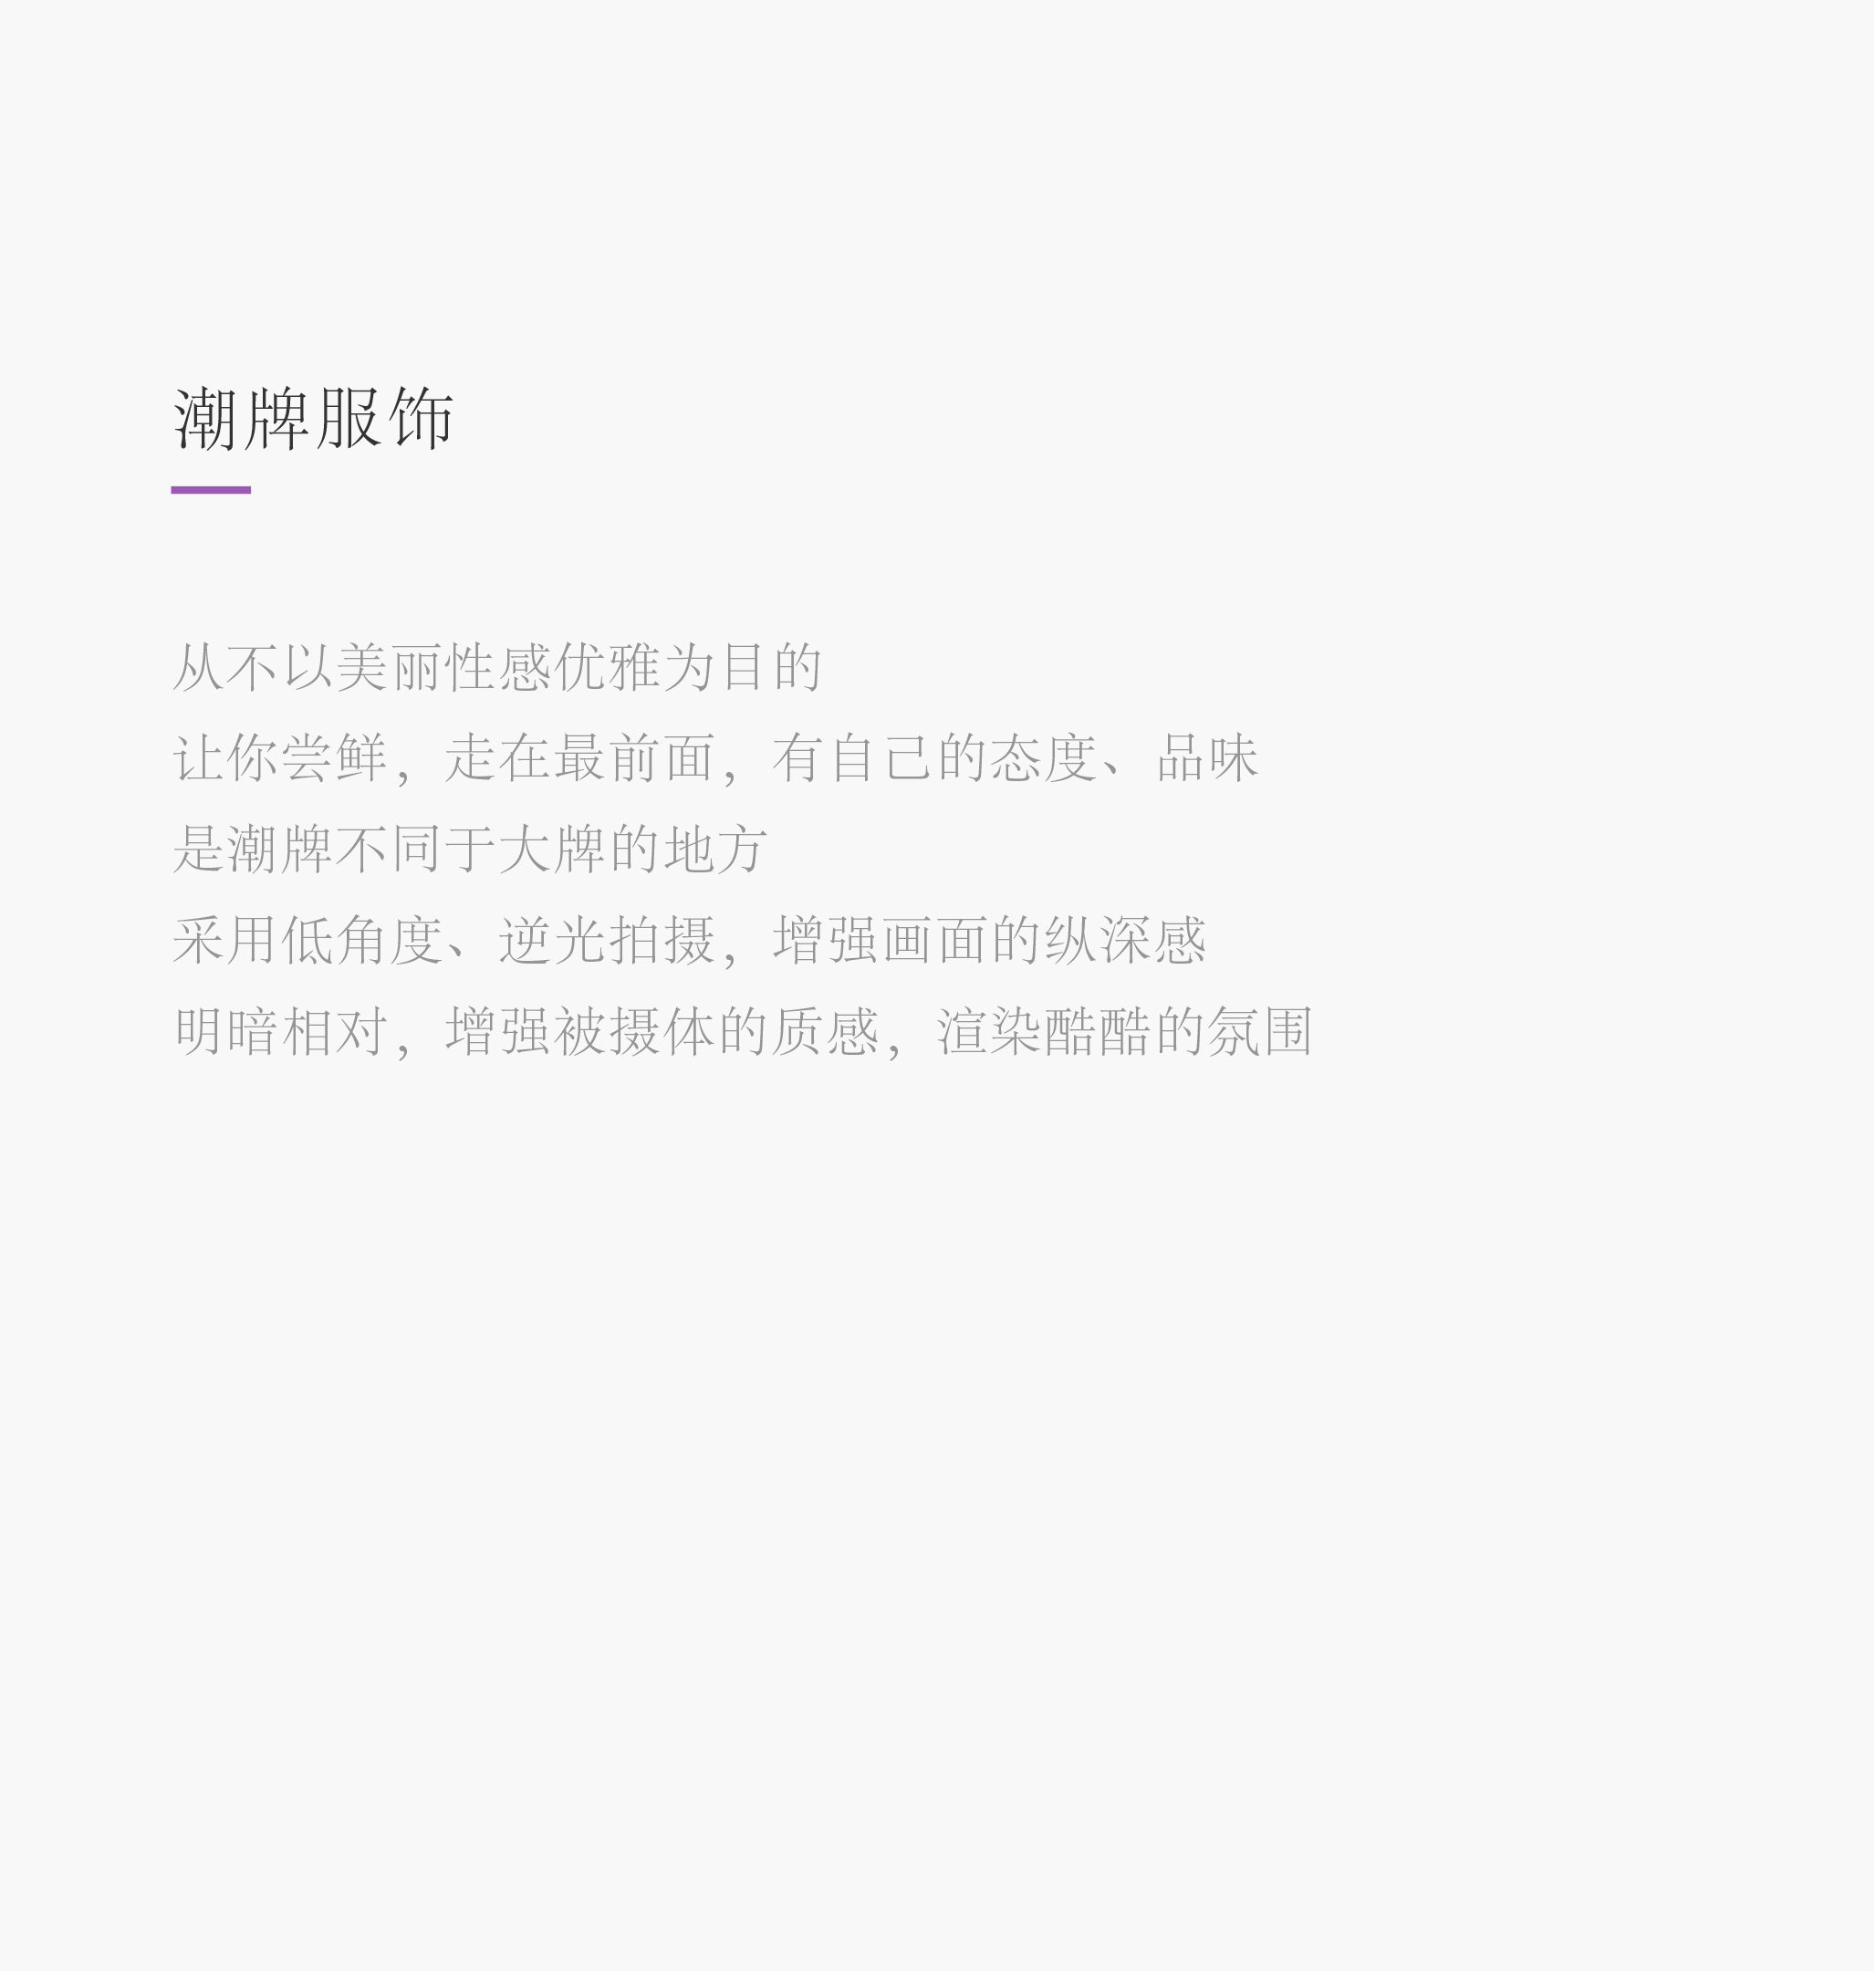 潮牌服饰
从不以美丽性感优雅为目的
让你尝鲜，走在最前面，有自己的态度、品味
是潮牌不同于大牌的地方
采用低角度、逆光拍摄，增强画面的纵深感
明暗相对，增强被摄体的质感，渲染酷酷的氛围